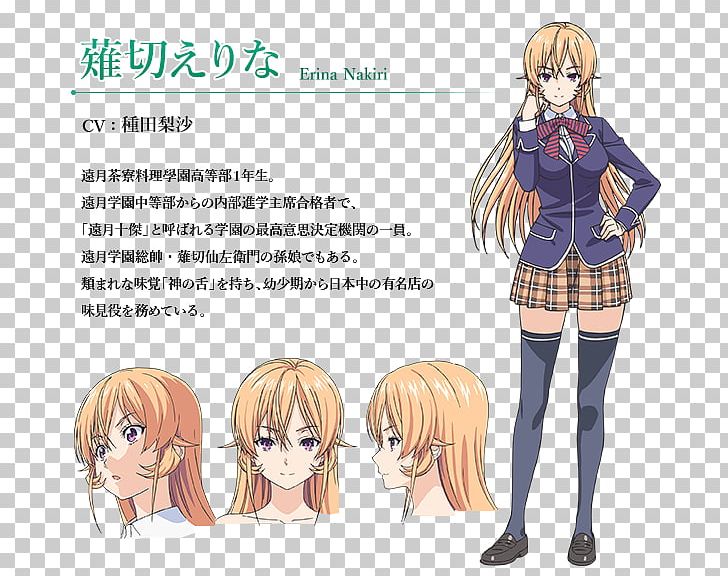 薙切えりな Erina Nakiri
CV：種田梨沙
遠月茶寮料理學園高等部1年生。
遠月学園中等部からの内部進学主席合格者で、
「遠月十傑」と呼ばれる学園の最高意思決定機関の一員。
遠月学園総帥・薙切仙左衛門の孫娘でもある。
類まれな味覚「神の舌」を持ち、幼少期から日本中の有名店の
味見役を務めている。